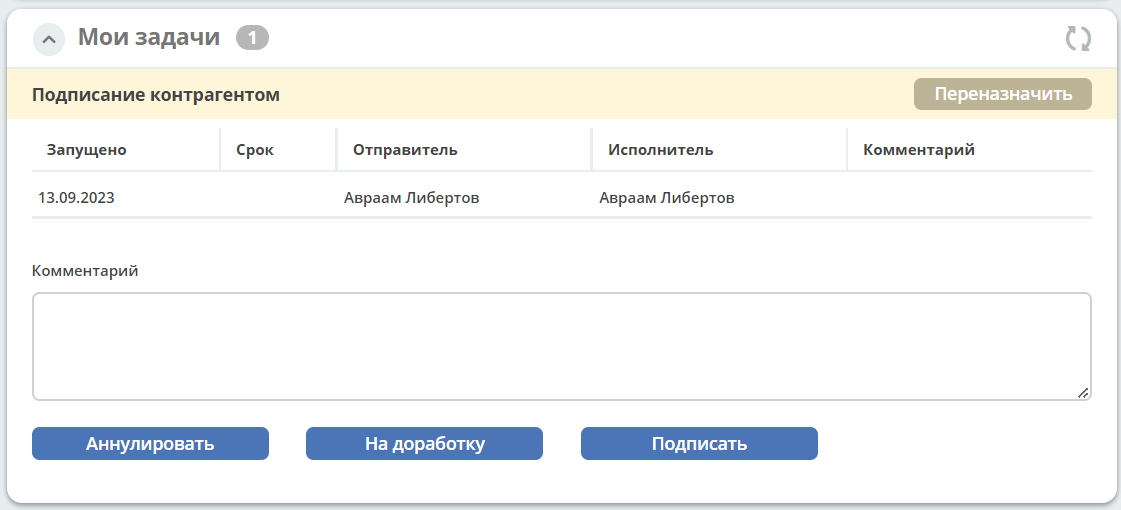 Мои задачи 1
Подписание контрагентом Переназначить
Запущено Срок Отправитель Исполнитель Комментарий
13.09.2023 Авраам Либертов Авраам Либертов
Комментарий
Аннулировать На доработку Подписать